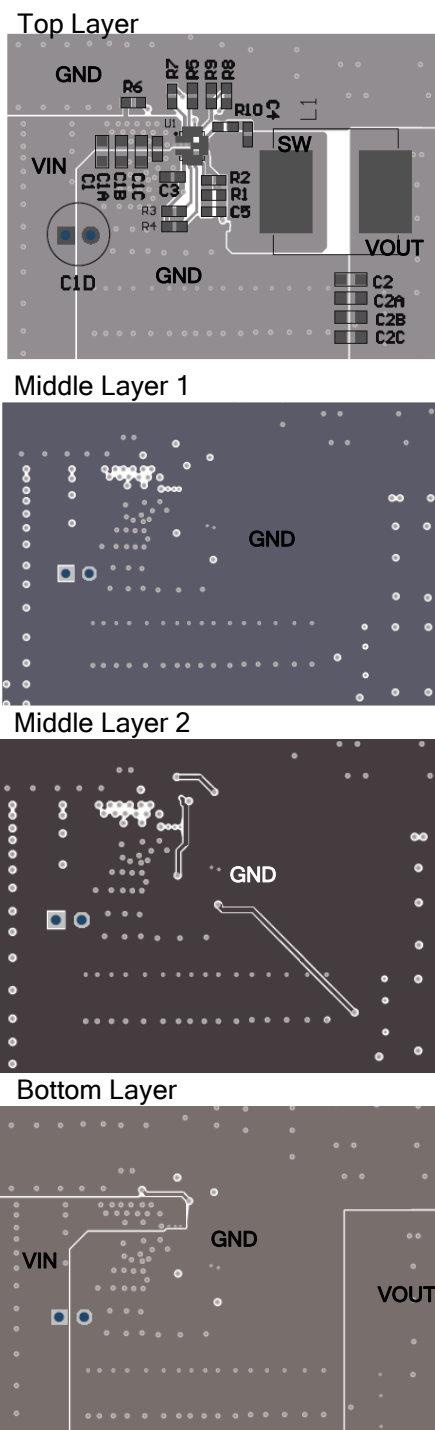 Top Layer
GND
R6
R7
R5
R9
R8
R10
C4
L1
U1
SW
VIN
C1
C1A
C1B
C1C
C3
R2
R1
C5
R3
R4
C1D
GND
VOUT
C2
C2A
C2B
C2C
Middle Layer 1
GND
Middle Layer 2
GND
Bottom Layer
GND
VIN
VOUT